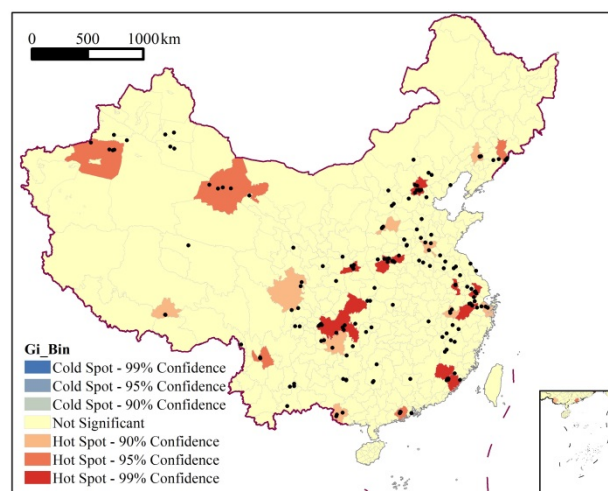 0 500 1000km
Gi_Bin
Cold Spot - 99% Confidence
Cold Spot - 95% Confidence
Cold Spot - 90% Confidence
Not Significant
Hot Spot - 90% Confidence
Hot Spot - 95% Confidence
Hot Spot - 99% Confidence